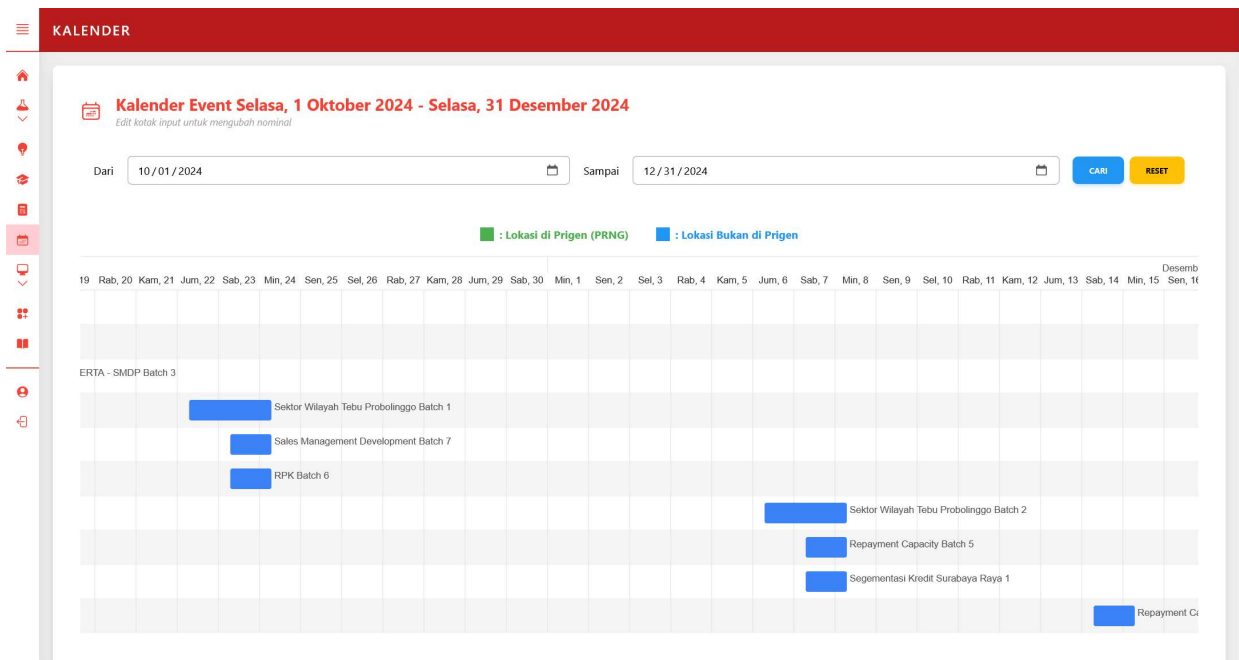 KALENDER
Kalender Event Selasa, 1 Oktober 2024 - Selasa, 31 Desember 2024
Edit kotak input untuk mengubah nominal
Dari 10/01/2024 Sampai 12/31/2024 CARI RESET
: Lokasi di Prigen (PRNG) : Lokasi Bukan di Prigen
Desemb
19 Rab, 20 Kam, 21 Jum, 22 Sab, 23 Min, 24 Sen, 25 Sel, 26 Rab, 27 Kam, 28 Jum, 29 Sab, 30 Min, 1 Sen, 2 Sel, 3 Rab, 4 Kam, 5 Jum, 6 Sab, 7 Min, 8 Sen, 9 Sel, 10 Rab, 11 Kam, 12 Jum, 13 Sab, 14 Min, 15 Sen, 16
ERTA - SMDP Batch 3
Sektor Wilayah Tebu Probolinggo Batch 1
Sales Management Development Batch 7
RPK Batch 6
Sektor Wilayah Tebu Probolinggo Batch 2
Repayment Capacity Batch 5
Segementasi Kredit Surabaya Raya 1
Repayment Ca